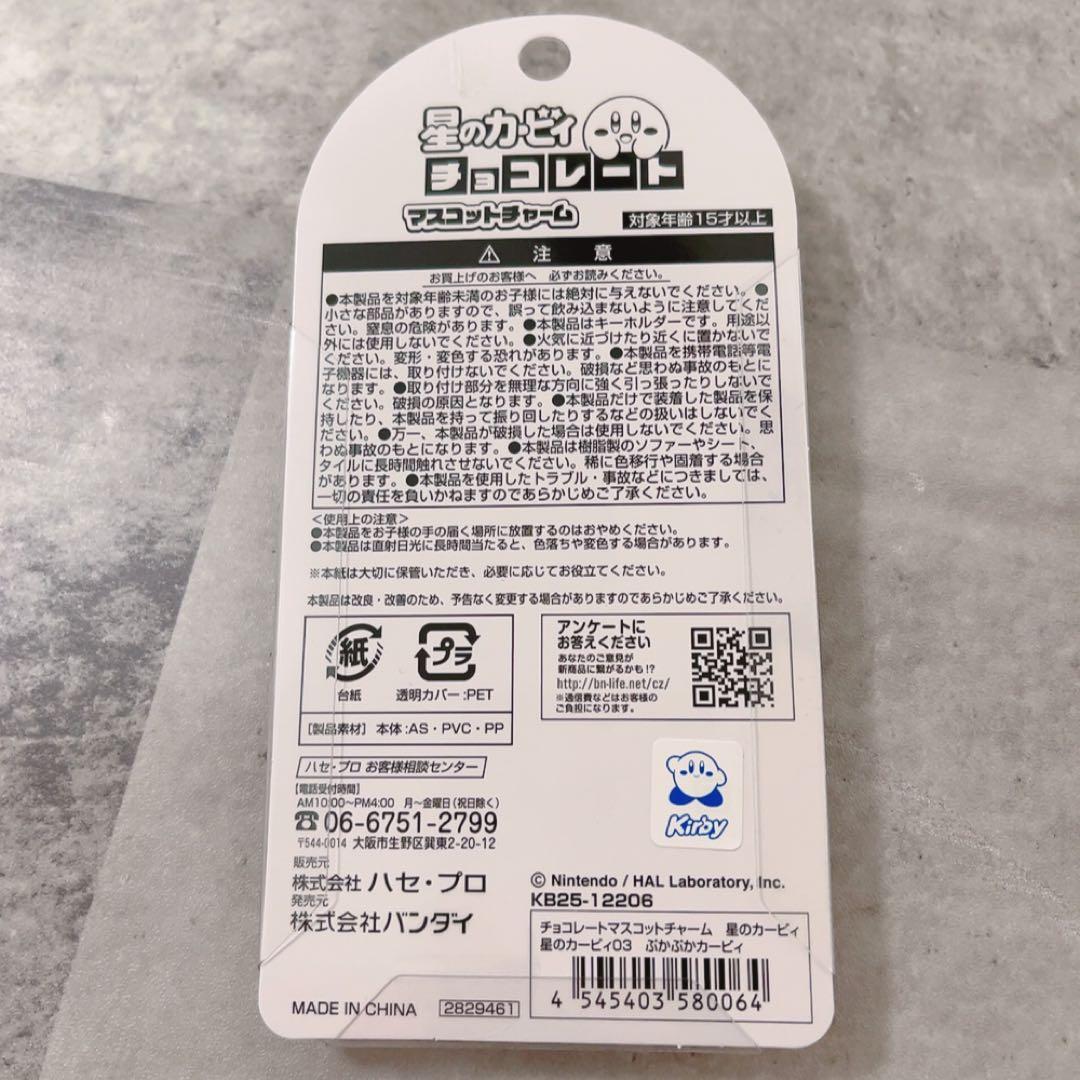 星のカービィ
チョコレート
マスコットチャーム
対象年齢15才以上
⚠ 注意
お買上げのお客様へ 必ずお読みください。
●本製品を対象年齢未満のお子様には絶対に与えないでください。●
小さな部品がありますので、誤って飲み込まないように注意してくだ
さい。窒息の危険があります。●本製品はキーホルダーです。用途以
外には使用しないでください。●火気に近づけたり近くに置かないで
ください。変形・変色する恐れがあります。●本製品を携帯電話等電
子機器には、取り付けないでください。破損など思わぬ事故のもとに
なります。●取り付け部分を無理な方向に強く引っ張ったりしないで
ください。破損の原因となります。●本製品だけで装着した製品を保
持したり、本製品を持って振り回したりするなどの扱いはしないでく
ださい。●万一、本製品が破損した場合は使用しないでください。思
わぬ事故のもとになります。●本製品は樹脂製のソファーやシート、
タイルに長時間触れさせないでください。稀に色移行や固着する場合
があります。●本製品を使用したトラブル・事故などにつきましては、
一切の責任を負いかねますのであらかじめご了承ください。
＜使用上の注意＞
●本製品をお子様の手の届く場所に放置するのはおやめください。
●本製品は直射日光に長時間当たると、色落ちや変色する場合があります。
※本紙は大切に保管いただき、必要に応じてお役立てください。
本製品は改良・改善のため、予告なく変更する場合がありますのであらかじめご了承ください。
紙
台紙
プラ
透明カバー:PET
[製品素材] 本体:AS・PVC・PP
アンケートに
お答えください
あなたのご意見が
新商品に繋がるかも!?
http://bn-life.net/cz/
※通信費などはお客様の
ご負担になります。
ハセ・プロ お客様相談センター
【電話受付時間】
AM10:00～PM4:00 月～金曜日(祝日除く)
☎06-6751-2799
〒544-0014 大阪市生野区巽東2-20-12
販売元
株式会社 ハセ・プロ
発売元
株式会社バンダイ
MADE IN CHINA
2829461
Kirby
© Nintendo / HAL Laboratory, Inc.
KB25-12206
チョコレートマスコットチャーム 星のカービィ
星のカービィ03 ぷかぷかカービィ
4 545403 580064